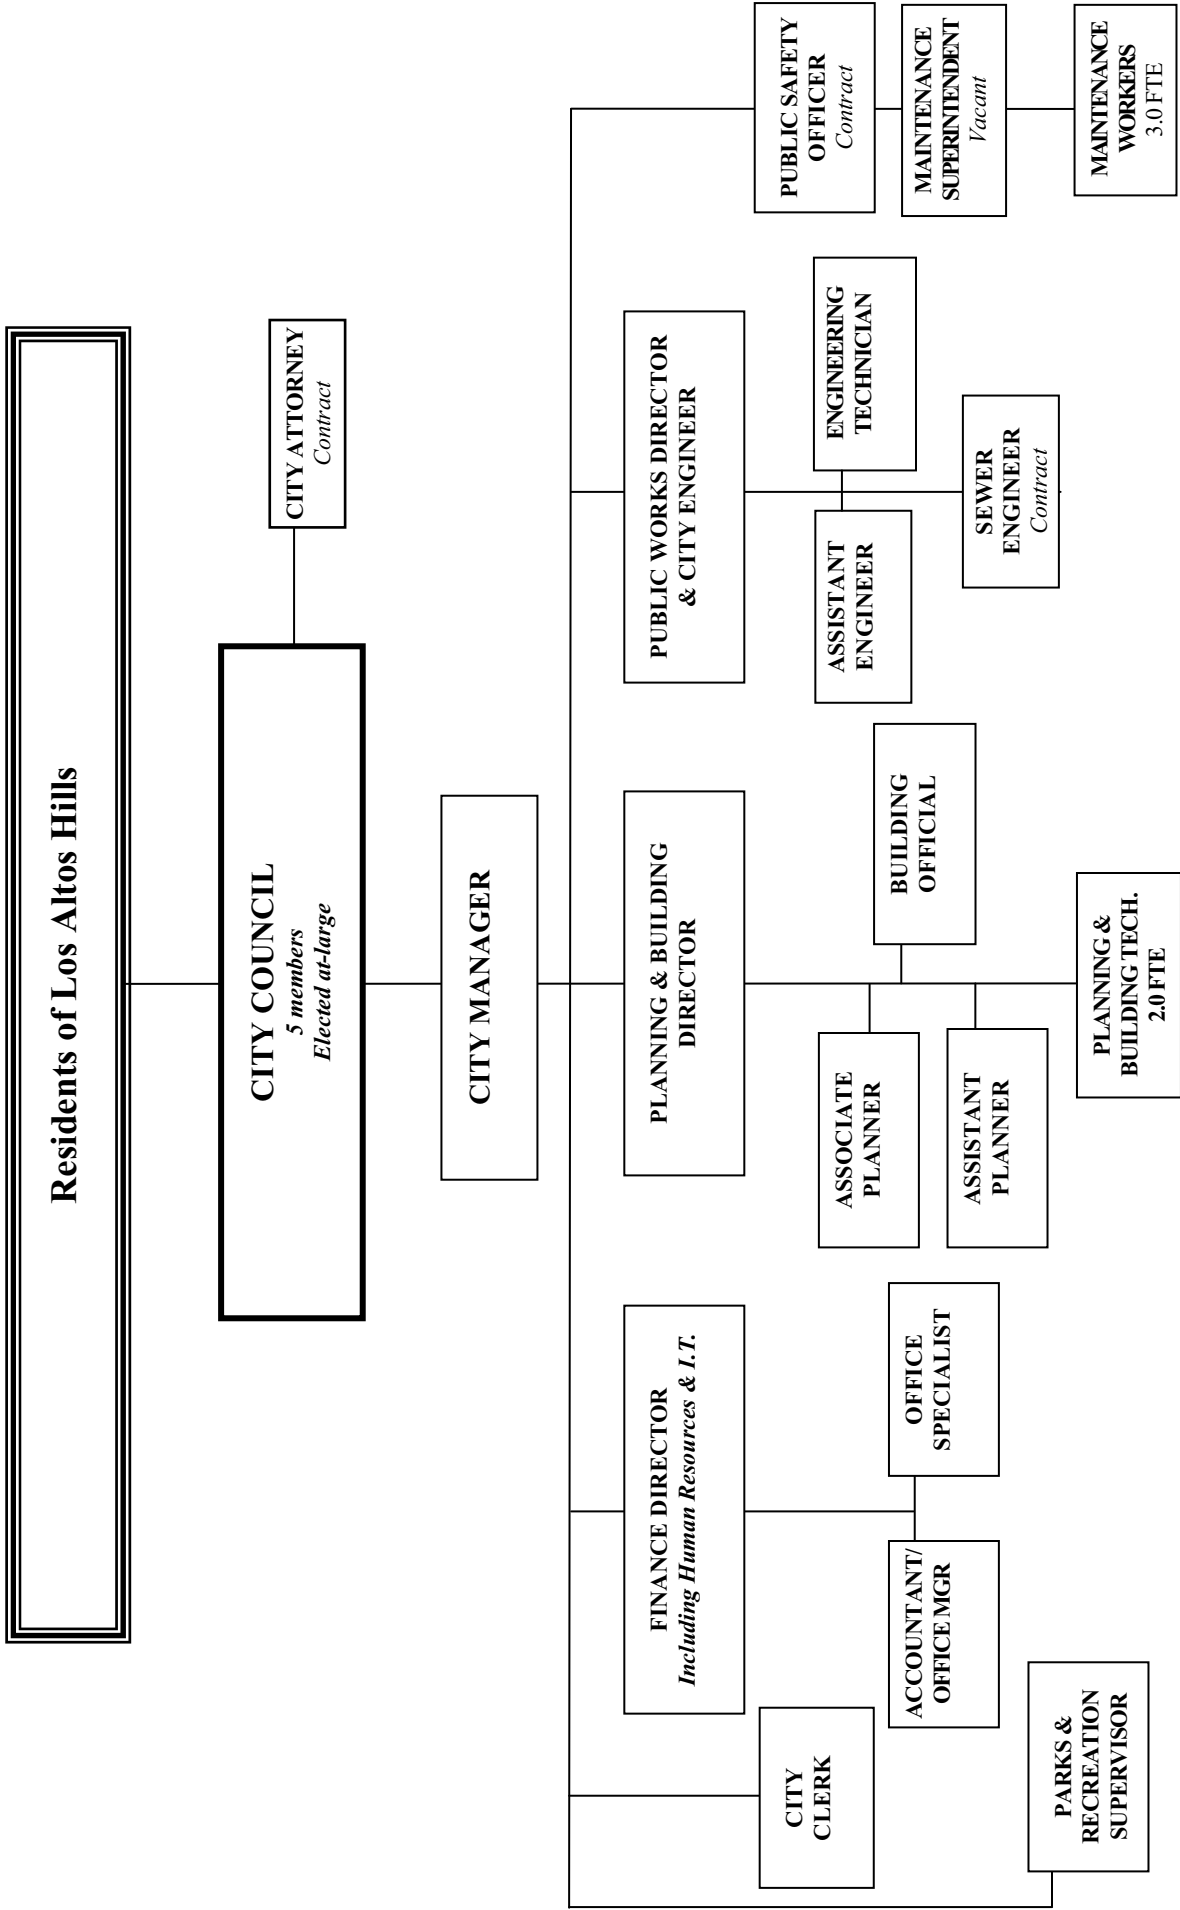 Residents of Los Altos Hills
CITY COUNCIL
5 members
Elected at-large
CITY ATTORNEY
Contract
CITY MANAGER
PARKS &
RECREATION
SUPERVISOR
CITY
CLERK
FINANCE DIRECTOR
Including Human Resources & I.T.
ACCOUNTANT/
OFFICE MGR
OFFICE
SPECIALIST
PLANNING & BUILDING
DIRECTOR
ASSOCIATE
PLANNER
BUILDING
OFFICIAL
ASSISTANT
PLANNER
PLANNING &
BUILDING TECH.
2.0 FTE
PUBLIC WORKS DIRECTOR
& CITY ENGINEER
ASSISTANT
ENGINEER
ENGINEERING
TECHNICIAN
SEWER
ENGINEER
Contract
PUBLIC SAFETY
OFFICER
Contract
MAINTENANCE
SUPERINTENDENT
Vacant
MAINTENANCE
WORKERS
3.0 FTE